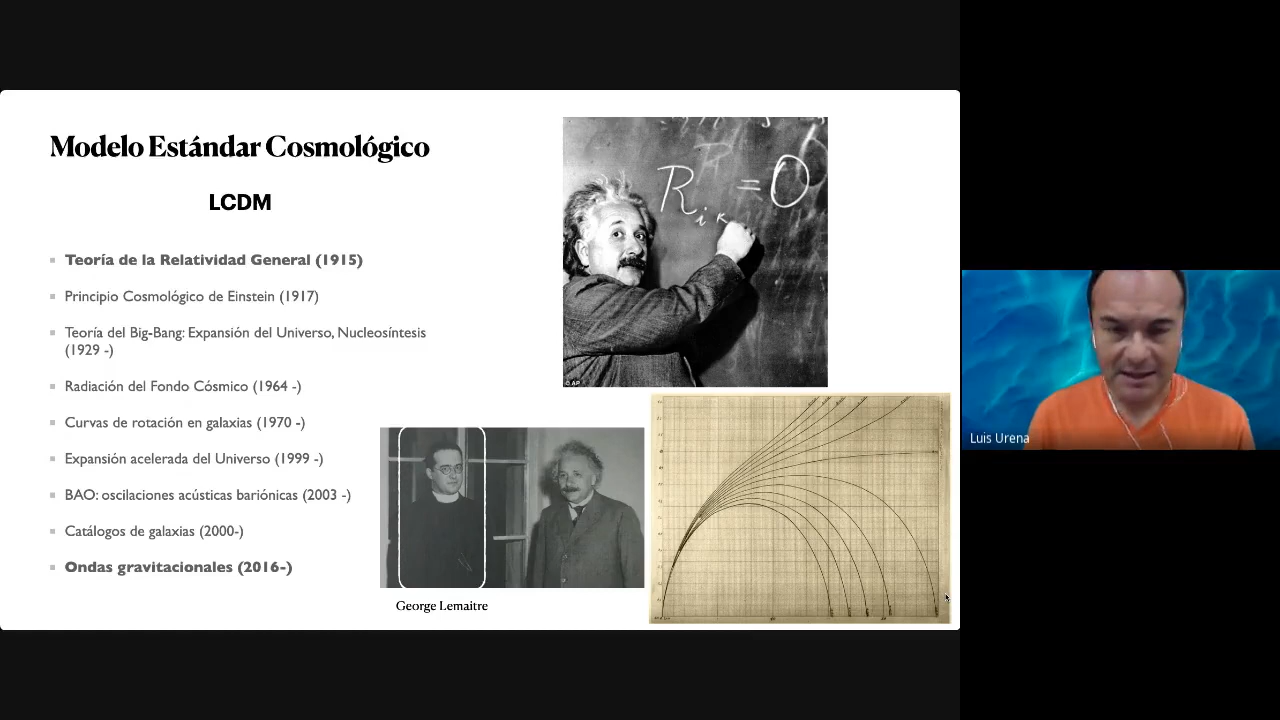 Modelo Estándar Cosmológico
LCDM
Teoría de la Relatividad General (1915)
Principio Cosmológico de Einstein (1917)
Teoría del Big-Bang: Expansión del Universo, Nucleosíntesis
(1929 -)
Radiación del Fondo Cósmico (1964 -)
Curvas de rotación en galaxias (1970 -)
Expansión acelerada del Universo (1999 -)
BAO: oscilaciones acústicas bariónicas (2003 -)
Catálogos de galaxias (2000-)
Ondas gravitacionales (2016-)
R i κ = 0
© AP
George Lemaitre
Luis Urena